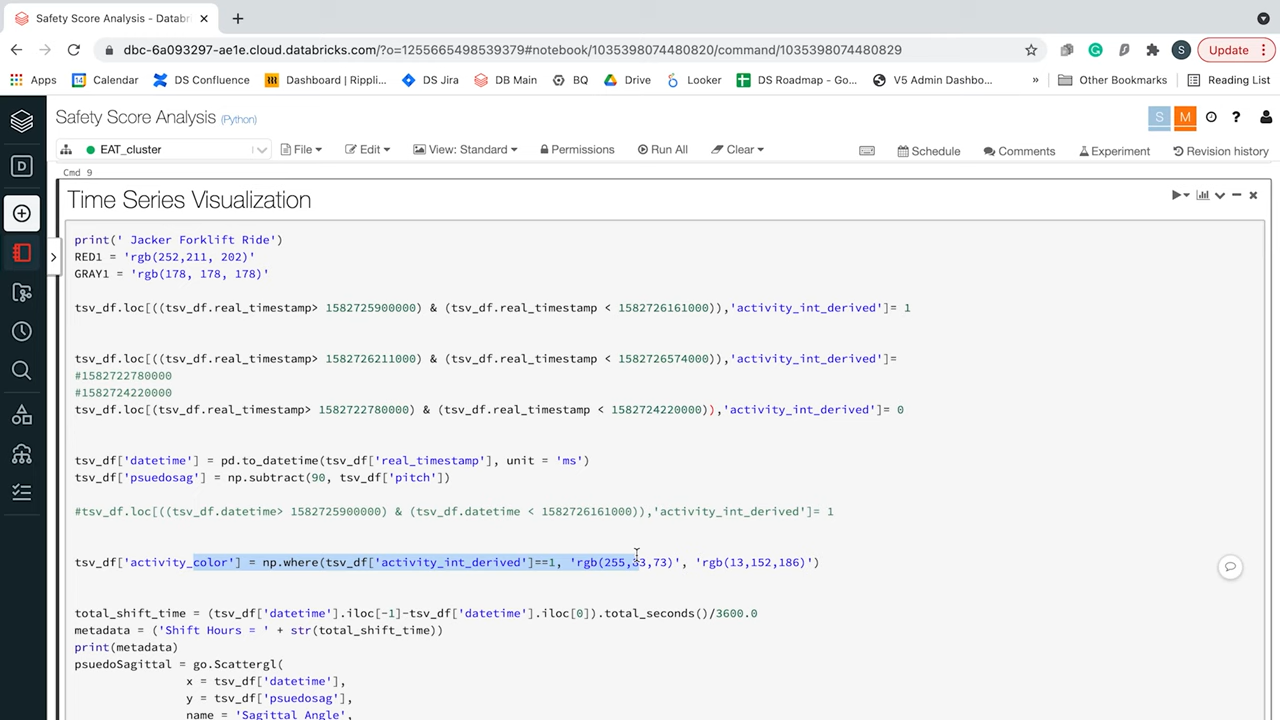 Safety Score Analysis - Databri
dbc-6a093297-ae1e.cloud.databricks.com/?o=1255665498539379#notebook/1035398074480820/command/1035398074480829
S
Update
Apps
14
Calendar
DS Confluence
Dashboard | Rippli...
DS Jira
DB Main
BQ
Drive
Looker
DS Roadmap - Go...
V5 Admin Dashbo...
»
Other Bookmarks
Reading List
Safety Score Analysis (Python)
S
M
?
EAT_cluster
File
Edit
View: Standard
Permissions
Run All
Clear
Schedule
Comments
Experiment
Revision history
D
Cmd 9
Time Series Visualization
print(' Jacker Forklift Ride')
RED1 = 'rgb(252,211, 202)'
GRAY1 = 'rgb(178, 178, 178)'
tsv_df.loc[((tsv_df.real_timestamp> 1582725900000) & (tsv_df.real_timestamp < 1582726161000)),'activity_int_derived']= 1
tsv_df.loc[((tsv_df.real_timestamp> 1582726211000) & (tsv_df.real_timestamp < 1582726574000)),'activity_int_derived']=
#1582722780000
#1582724220000
tsv_df.loc[(tsv_df.real_timestamp> 1582722780000) & (tsv_df.real_timestamp < 1582724220000)),'activity_int_derived']= 0
tsv_df['datetime'] = pd.to_datetime(tsv_df['real_timestamp'], unit = 'ms')
tsv_df['psuedosag'] = np.subtract(90, tsv_df['pitch'])
#tsv_df.loc[((tsv_df.datetime> 1582725900000) & (tsv_df.datetime < 1582726161000)),'activity_int_derived']= 1
tsv_df['activity_color'] = np.where(tsv_df['activity_int_derived']==1, 'rgb(255,33,73)', 'rgb(13,152,186)')
total_shift_time = (tsv_df['datetime'].iloc[-1]-tsv_df['datetime'].iloc[0]).total_seconds()/3600.0
metadata = ('Shift Hours = ' + str(total_shift_time))
print(metadata)
psuedoSagittal = go.Scattergl(
x = tsv_df['datetime'],
y = tsv_df['psuedosag'],
name = 'Sagittal Angle',